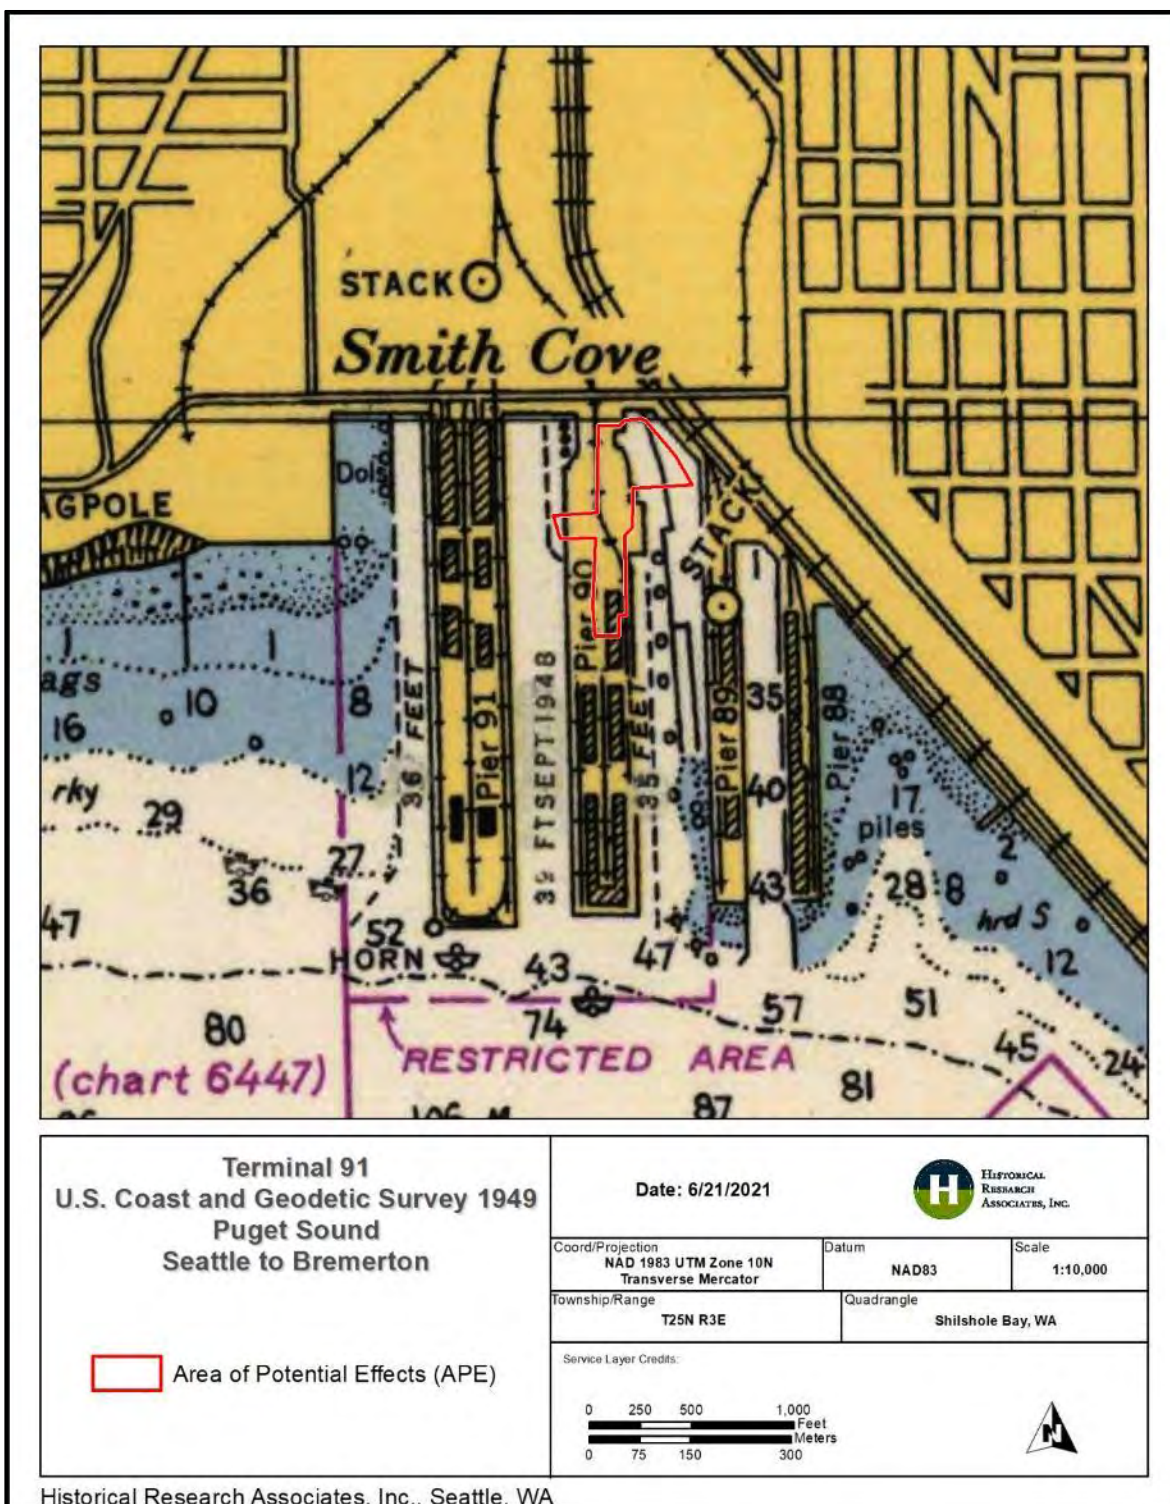 STACK
Smith Cove
Dol
AGPOLE
STACK
1
1
1
ags
10
8
16
12
36 FEET
Pier 91
39 FT SEPT 1948
Pier 90
35 FEET
Pier 89
35
Pier 88
40
43
17
piles
2
28
8
hrd S
12
rky
29
27
36
47
52
HORN
43
47
74
57
51
80
45
24
RESTRICTED AREA
(chart 6447)
81
106 M
87
Terminal 91
U.S. Coast and Geodetic Survey 1949
Puget Sound
Seattle to Bremerton
Area of Potential Effects (APE)
Date: 6/21/2021
H
HISTORICAL
RESEARCH
ASSOCIATES, INC.
Coord/Projection
NAD 1983 UTM Zone 10N
Transverse Mercator
Datum
NAD83
Scale
1:10,000
Township/Range
T25N R3E
Quadrangle
Shilshole Bay, WA
Service Layer Credits:
0 250 500 1,000
Feet
Meters
0 75 150 300
N
Historical Research Associates, Inc., Seattle, WA